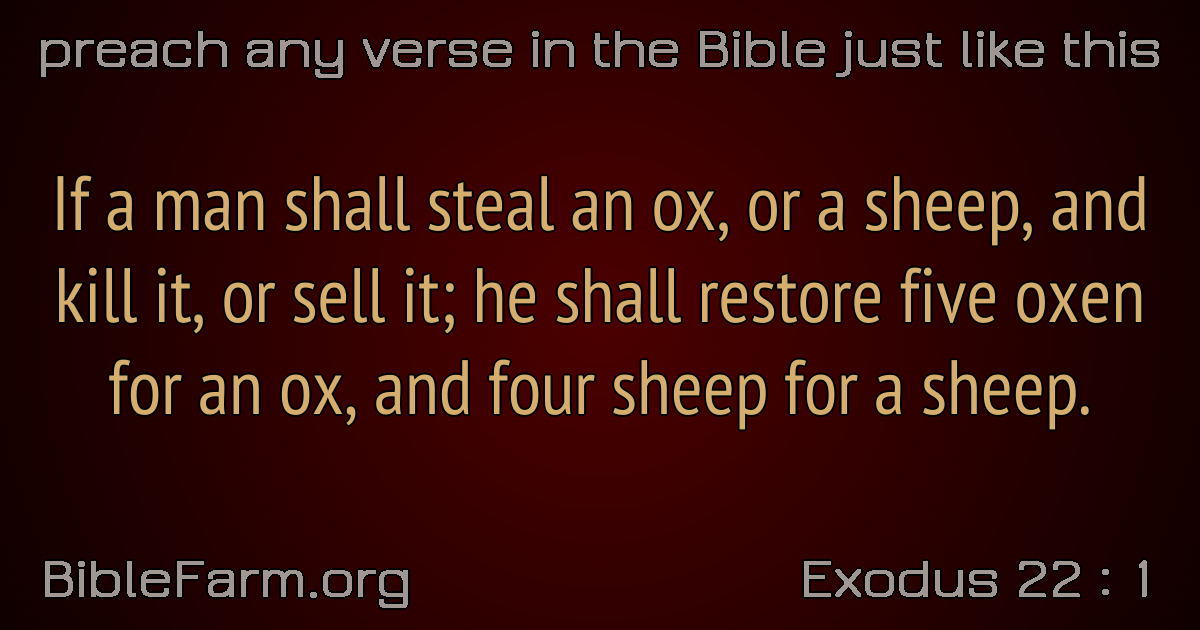 preach any verse in the Bible just like this
If a man shall steal an ox, or a sheep, and
kill it, or sell it; he shall restore five oxen
for an ox, and four sheep for a sheep.
BibleFarm.org
Exodus 22 : 1